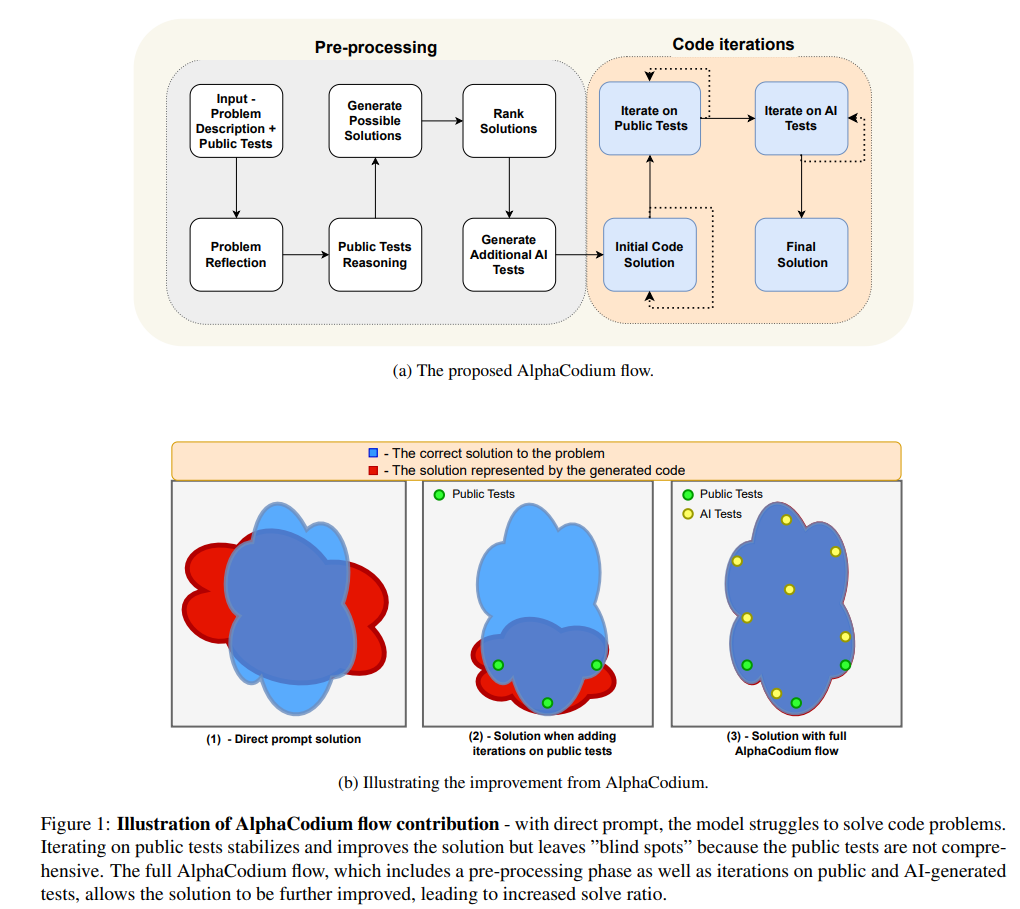 Pre-processing
Code iterations
Input -
Problem
Description +
Public Tests
Generate
Possible
Solutions
Rank
Solutions
Iterate on
Public Tests
Iterate on AI
Tests
Problem
Reflection
Public Tests
Reasoning
Generate
Additional AI
Tests
Initial Code
Solution
Final
Solution
(a) The proposed AlphaCodium flow.
- The correct solution to the problem
- The solution represented by the generated code
Public Tests
Public Tests
AI Tests
(1) - Direct prompt solution
(2) - Solution when adding
iterations on public tests
(3) - Solution with full
AlphaCodium flow
(b) Illustrating the improvement from AlphaCodium.
Figure 1: Illustration of AlphaCodium flow contribution - with direct prompt, the model struggles to solve code problems.
Iterating on public tests stabilizes and improves the solution but leaves ”blind spots” because the public tests are not compre-
hensive. The full AlphaCodium flow, which includes a pre-processing phase as well as iterations on public and AI-generated
tests, allows the solution to be further improved, leading to increased solve ratio.